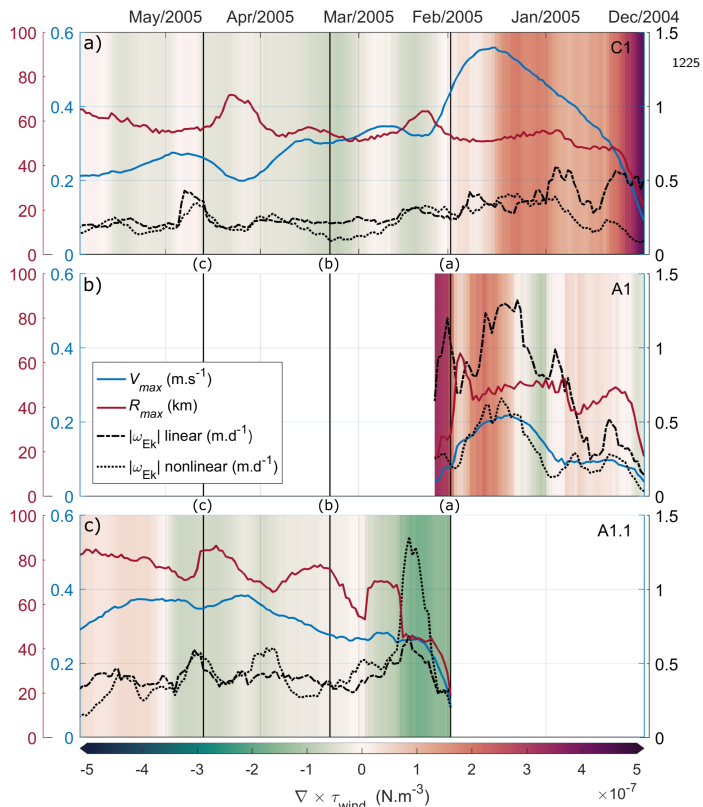 May/2005 Apr/2005 Mar/2005 Feb/2005 Jan/2005 Dec/2004
100 0.6 a) C1 1.5
1225
80
0.4 1
60
40
0.2 0.5
20
0 0 0
(c) (b) (a)
100 0.6 b) A1 1.5
80
0.4 1
60
V_max (m.s⁻¹)
R_max (km)
40
|ω_Ek| linear (m.d⁻¹)
0.2 0.5
|ω_Ek| nonlinear (m.d⁻¹)
20
0 0 0
(c) (b) (a)
100 0.6 c) A1.1 1.5
80
0.4 1
60
40
0.2 0.5
20
0 0 0
-5 -4 -3 -2 -1 0 1 2 3 4 5
∇ × τ_wind (N.m⁻³) ×10⁻⁷